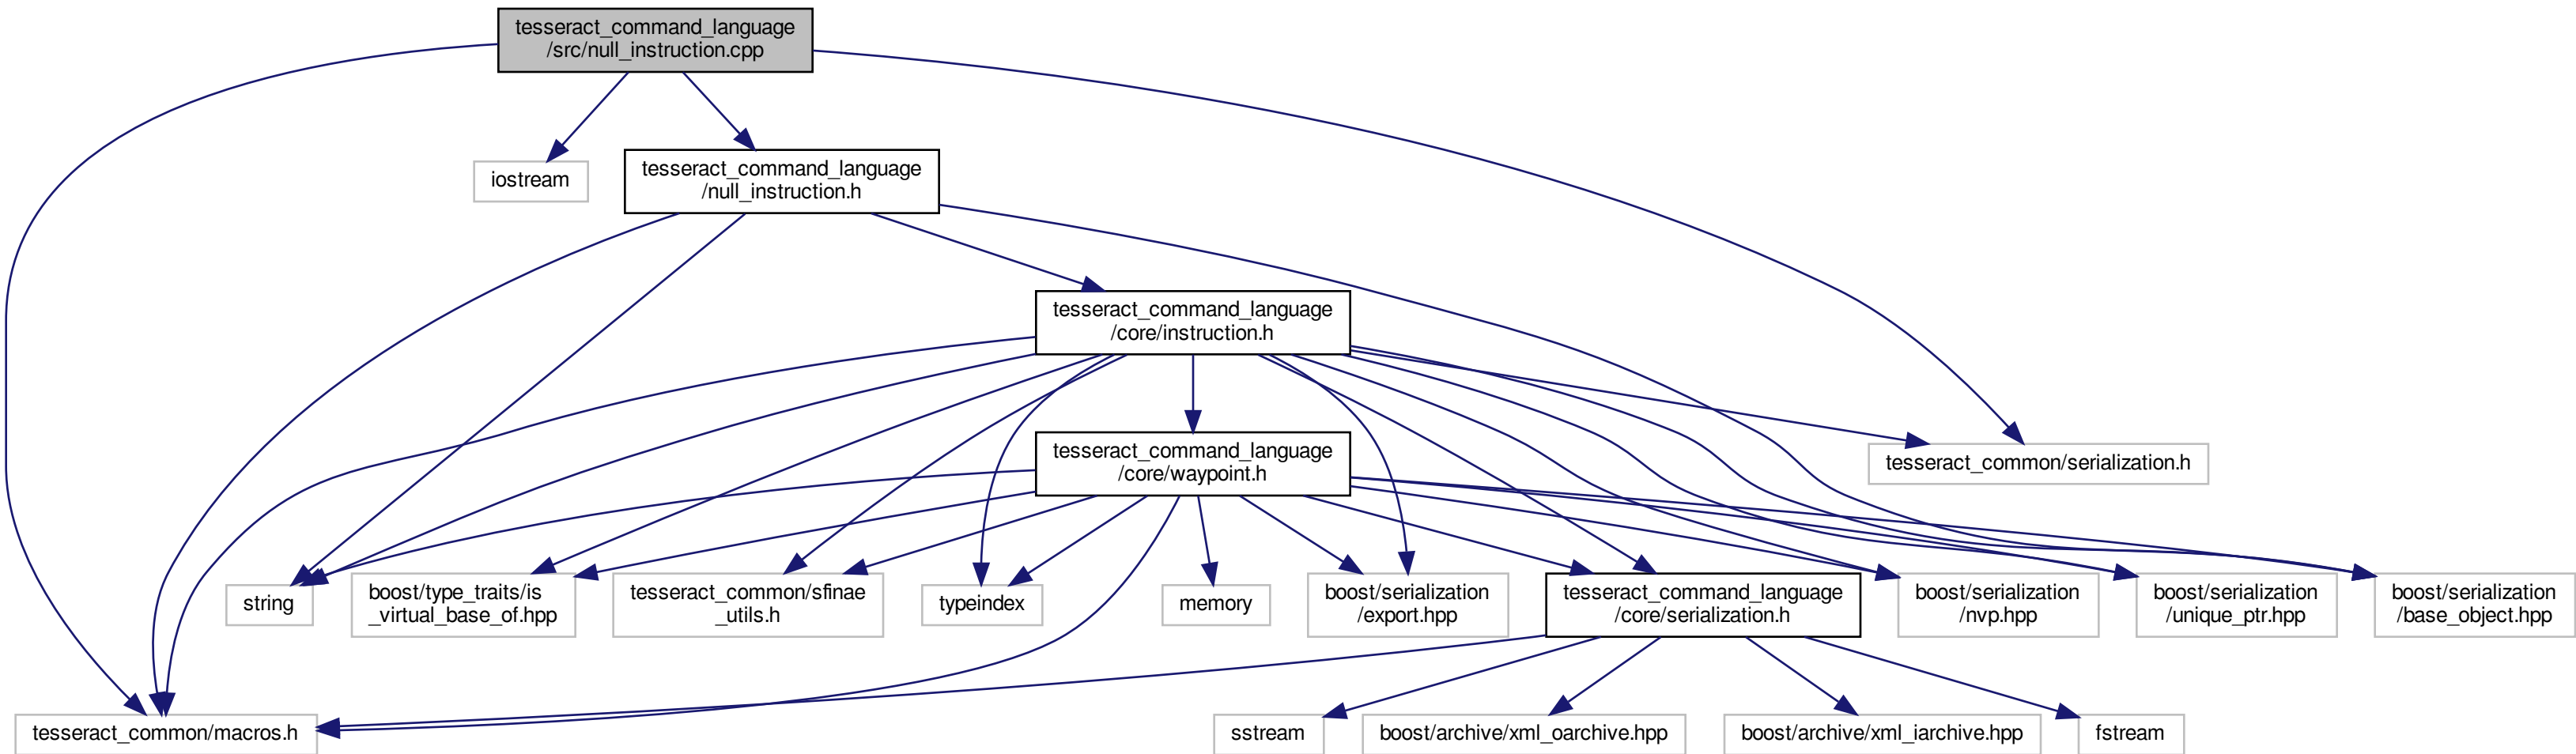 tesseract_command_language
/src/null_instruction.cpp
iostream
tesseract_command_language
/null_instruction.h
tesseract_command_language
/core/instruction.h
tesseract_command_language
/core/waypoint.h
tesseract_common/serialization.h
string
boost/type_traits/is
_virtual_base_of.hpp
tesseract_common/sfinae
_utils.h
typeindex
memory
boost/serialization
/export.hpp
tesseract_command_language
/core/serialization.h
boost/serialization
/nvp.hpp
boost/serialization
/unique_ptr.hpp
boost/serialization
/base_object.hpp
tesseract_common/macros.h
sstream
boost/archive/xml_oarchive.hpp
boost/archive/xml_iarchive.hpp
fstream